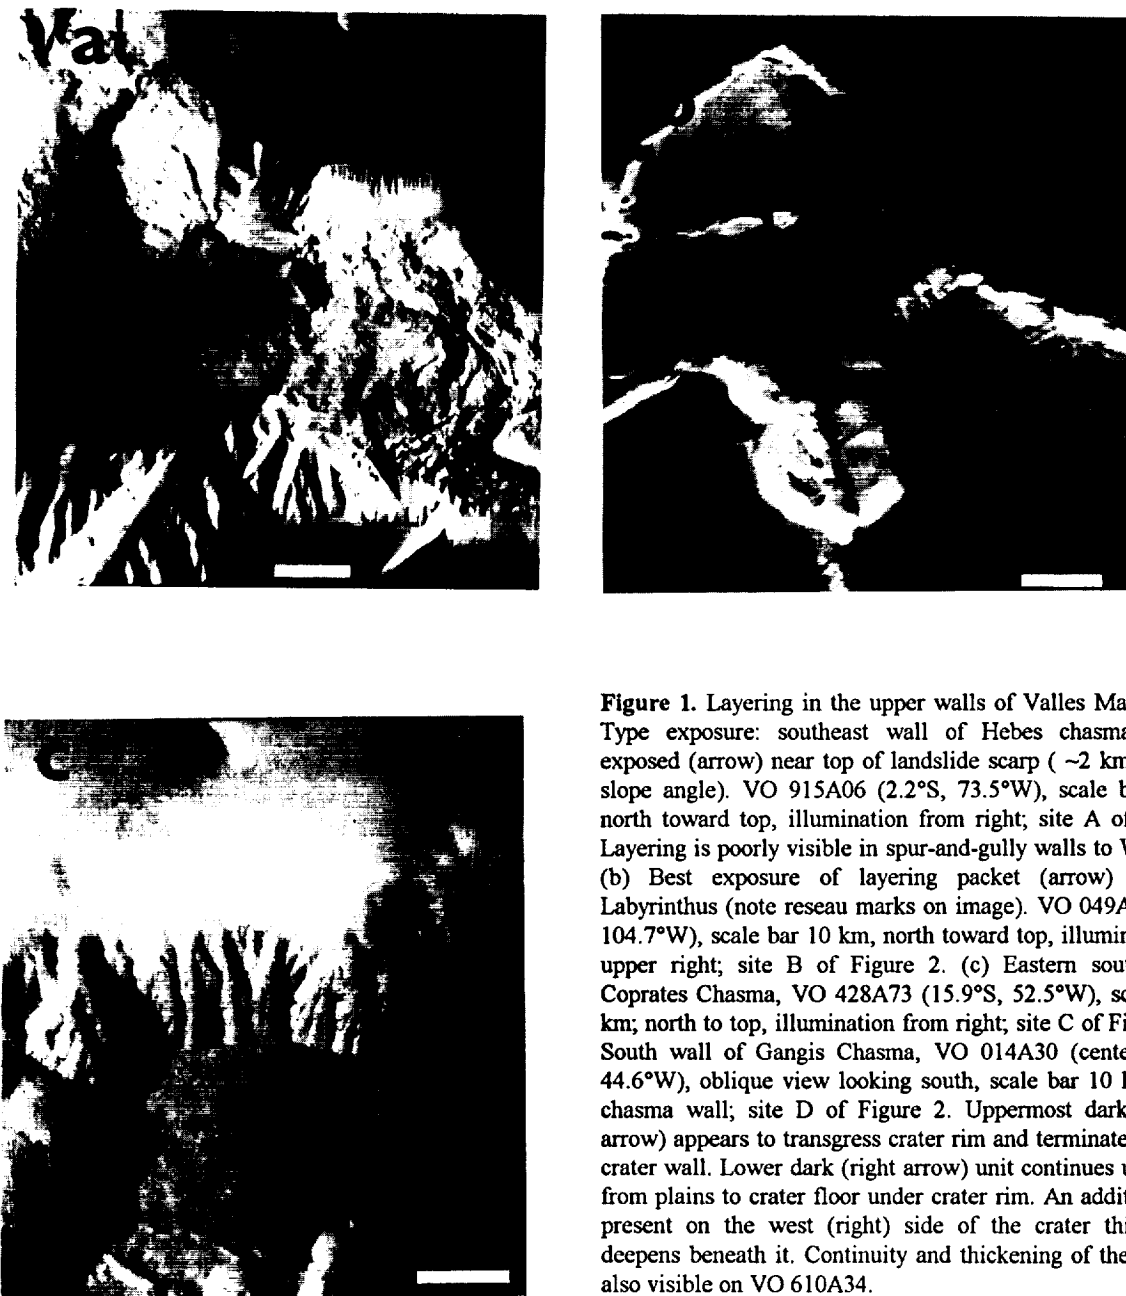 a
c
Figure 1. Layering in the upper walls of Valles Ma
Type exposure: southeast wall of Hebes chasma
exposed (arrow) near top of landslide scarp ( ~2 km
slope angle). VO 915A06 (2.2°S, 73.5°W), scale b
north toward top, illumination from right; site A of
Layering is poorly visible in spur-and-gully walls to V
(b) Best exposure of layering packet (arrow)
Labyrinthus (note reseau marks on image). VO 049A
104.7°W), scale bar 10 km, north toward top, illumin
upper right; site B of Figure 2. (c) Eastern sou
Coprates Chasma, VO 428A73 (15.9°S, 52.5°W), sc
km; north to top, illumination from right; site C of Fi
South wall of Gangis Chasma, VO 014A30 (cente
44.6°W), oblique view looking south, scale bar 10 
chasma wall; site D of Figure 2. Uppermost dark
arrow) appears to transgress crater rim and terminate
crater wall. Lower dark (right arrow) unit continues u
from plains to crater floor under crater rim. An addit
present on the west (right) side of the crater thi
deepens beneath it. Continuity and thickening of the
also visible on VO 610A34.